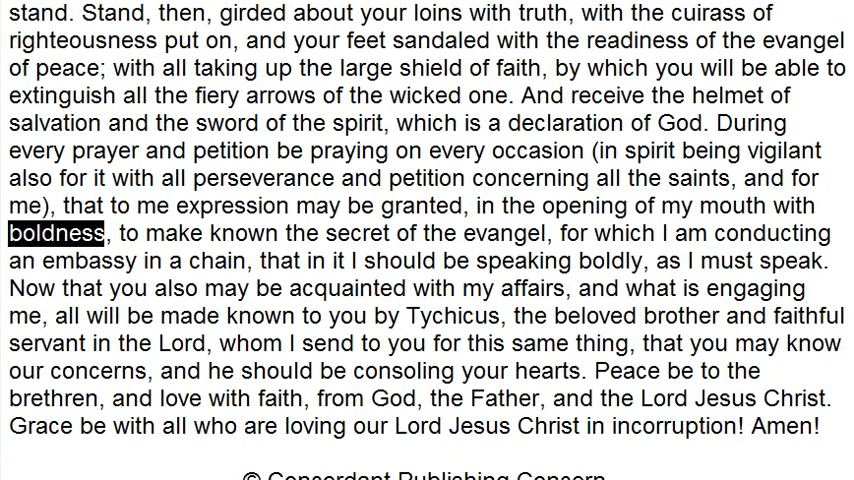 stand. Stand, then, girded about your loins with truth, with the cuirass of
righteousness put on, and your feet sandaled with the readiness of the evangel
of peace; with all taking up the large shield of faith, by which you will be able to
extinguish all the fiery arrows of the wicked one. And receive the helmet of
salvation and the sword of the spirit, which is a declaration of God. During
every prayer and petition be praying on every occasion (in spirit being vigilant
also for it with all perseverance and petition concerning all the saints, and for
me), that to me expression may be granted, in the opening of my mouth with
boldness, to make known the secret of the evangel, for which I am conducting
an embassy in a chain, that in it I should be speaking boldly, as I must speak.
Now that you also may be acquainted with my affairs, and what is engaging
me, all will be made known to you by Tychicus, the beloved brother and faithful
servant in the Lord, whom I send to you for this same thing, that you may know
our concerns, and he should be consoling your hearts. Peace be to the
brethren, and love with faith, from God, the Father, and the Lord Jesus Christ.
Grace be with all who are loving our Lord Jesus Christ in incorruption! Amen!
© Concordant Publishing Concern